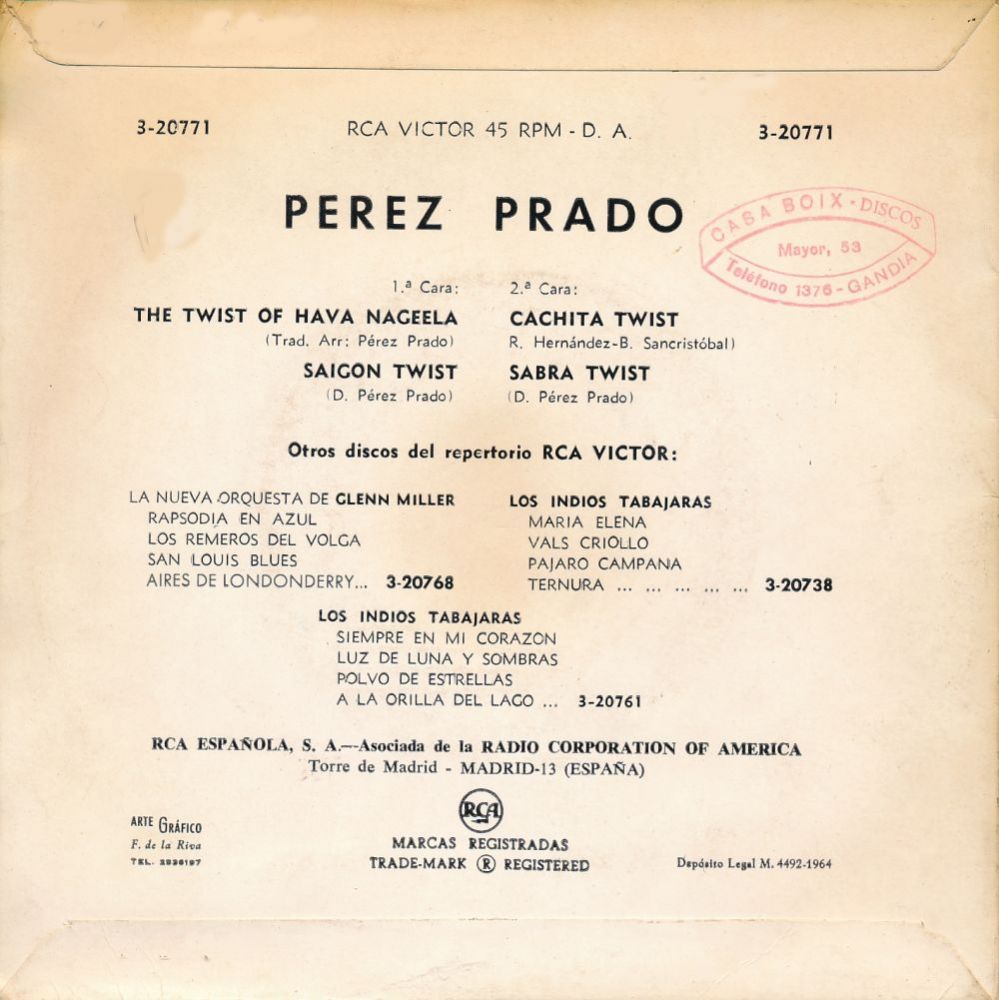 3-20771 RCA VICTOR 45 RPM - D. A. 3-20771
PEREZ PRADO
CASA BOIX - DISCOS
Mayor, 53
Teléfono 1376 - GANDIA
1.ª Cara:
THE TWIST OF HAVA NAGEELA
(Trad. Arr: Pérez Prado)
SAIGON TWIST
(D. Pérez Prado)
2.ª Cara:
CACHITA TWIST
R. Hernández-B. Sancristóbal)
SABRA TWIST
(D. Pérez Prado)
Otros discos del repertorio RCA VICTOR:
LA NUEVA ORQUESTA DE GLENN MILLER
RAPSODIA EN AZUL
LOS REMEROS DEL VOLGA
SAN LOUIS BLUES
AIRES DE LONDONDERRY... 3-20768
LOS INDIOS TABAJARAS
MARIA ELENA
VALS CRIOLLO
PAJARO CAMPANA
TERNURA ... ... ... ... ... 3-20738
LOS INDIOS TABAJARAS
SIEMPRE EN MI CORAZON
LUZ DE LUNA Y SOMBRAS
POLVO DE ESTRELLAS
A LA ORILLA DEL LAGO ... 3-20761
RCA ESPAÑOLA, S. A.—Asociada de la RADIO CORPORATION OF AMERICA
Torre de Madrid - MADRID-13 (ESPAÑA)
RCA
ARTE GRÁFICO
F. de la Riva
TEL.
MARCAS REGISTRADAS
TRADE-MARK ® REGISTERED
Depósito Legal M. 4492-1964